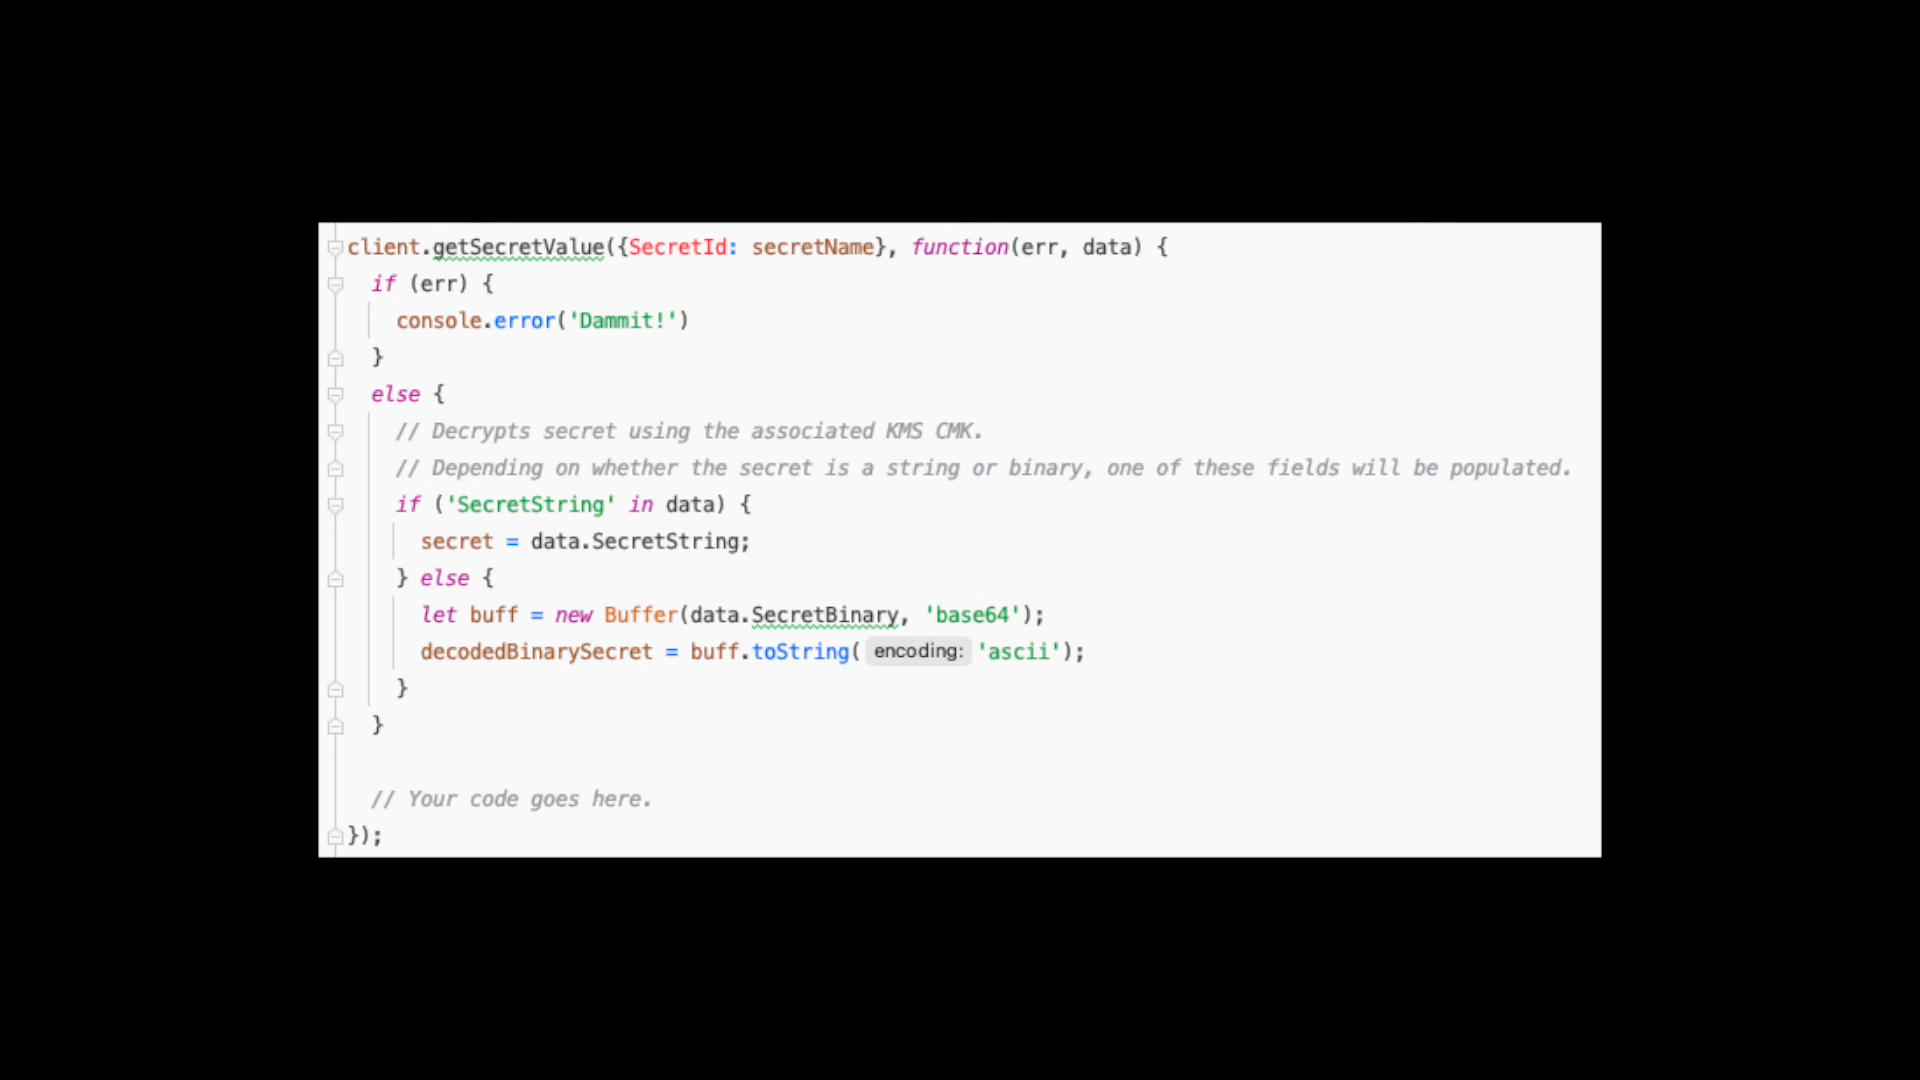 client.getSecretValue({SecretId: secretName}, function(err, data) {
if (err) {
console.error('Dammit!')
}
else {
// Decrypts secret using the associated KMS CMK.
// Depending on whether the secret is a string or binary, one of these fields will be populated.
if ('SecretString' in data) {
secret = data.SecretString;
} else {
let buff = new Buffer(data.SecretBinary, 'base64');
decodedBinarySecret = buff.toString( encoding: 'ascii');
}
}
// Your code goes here.
});